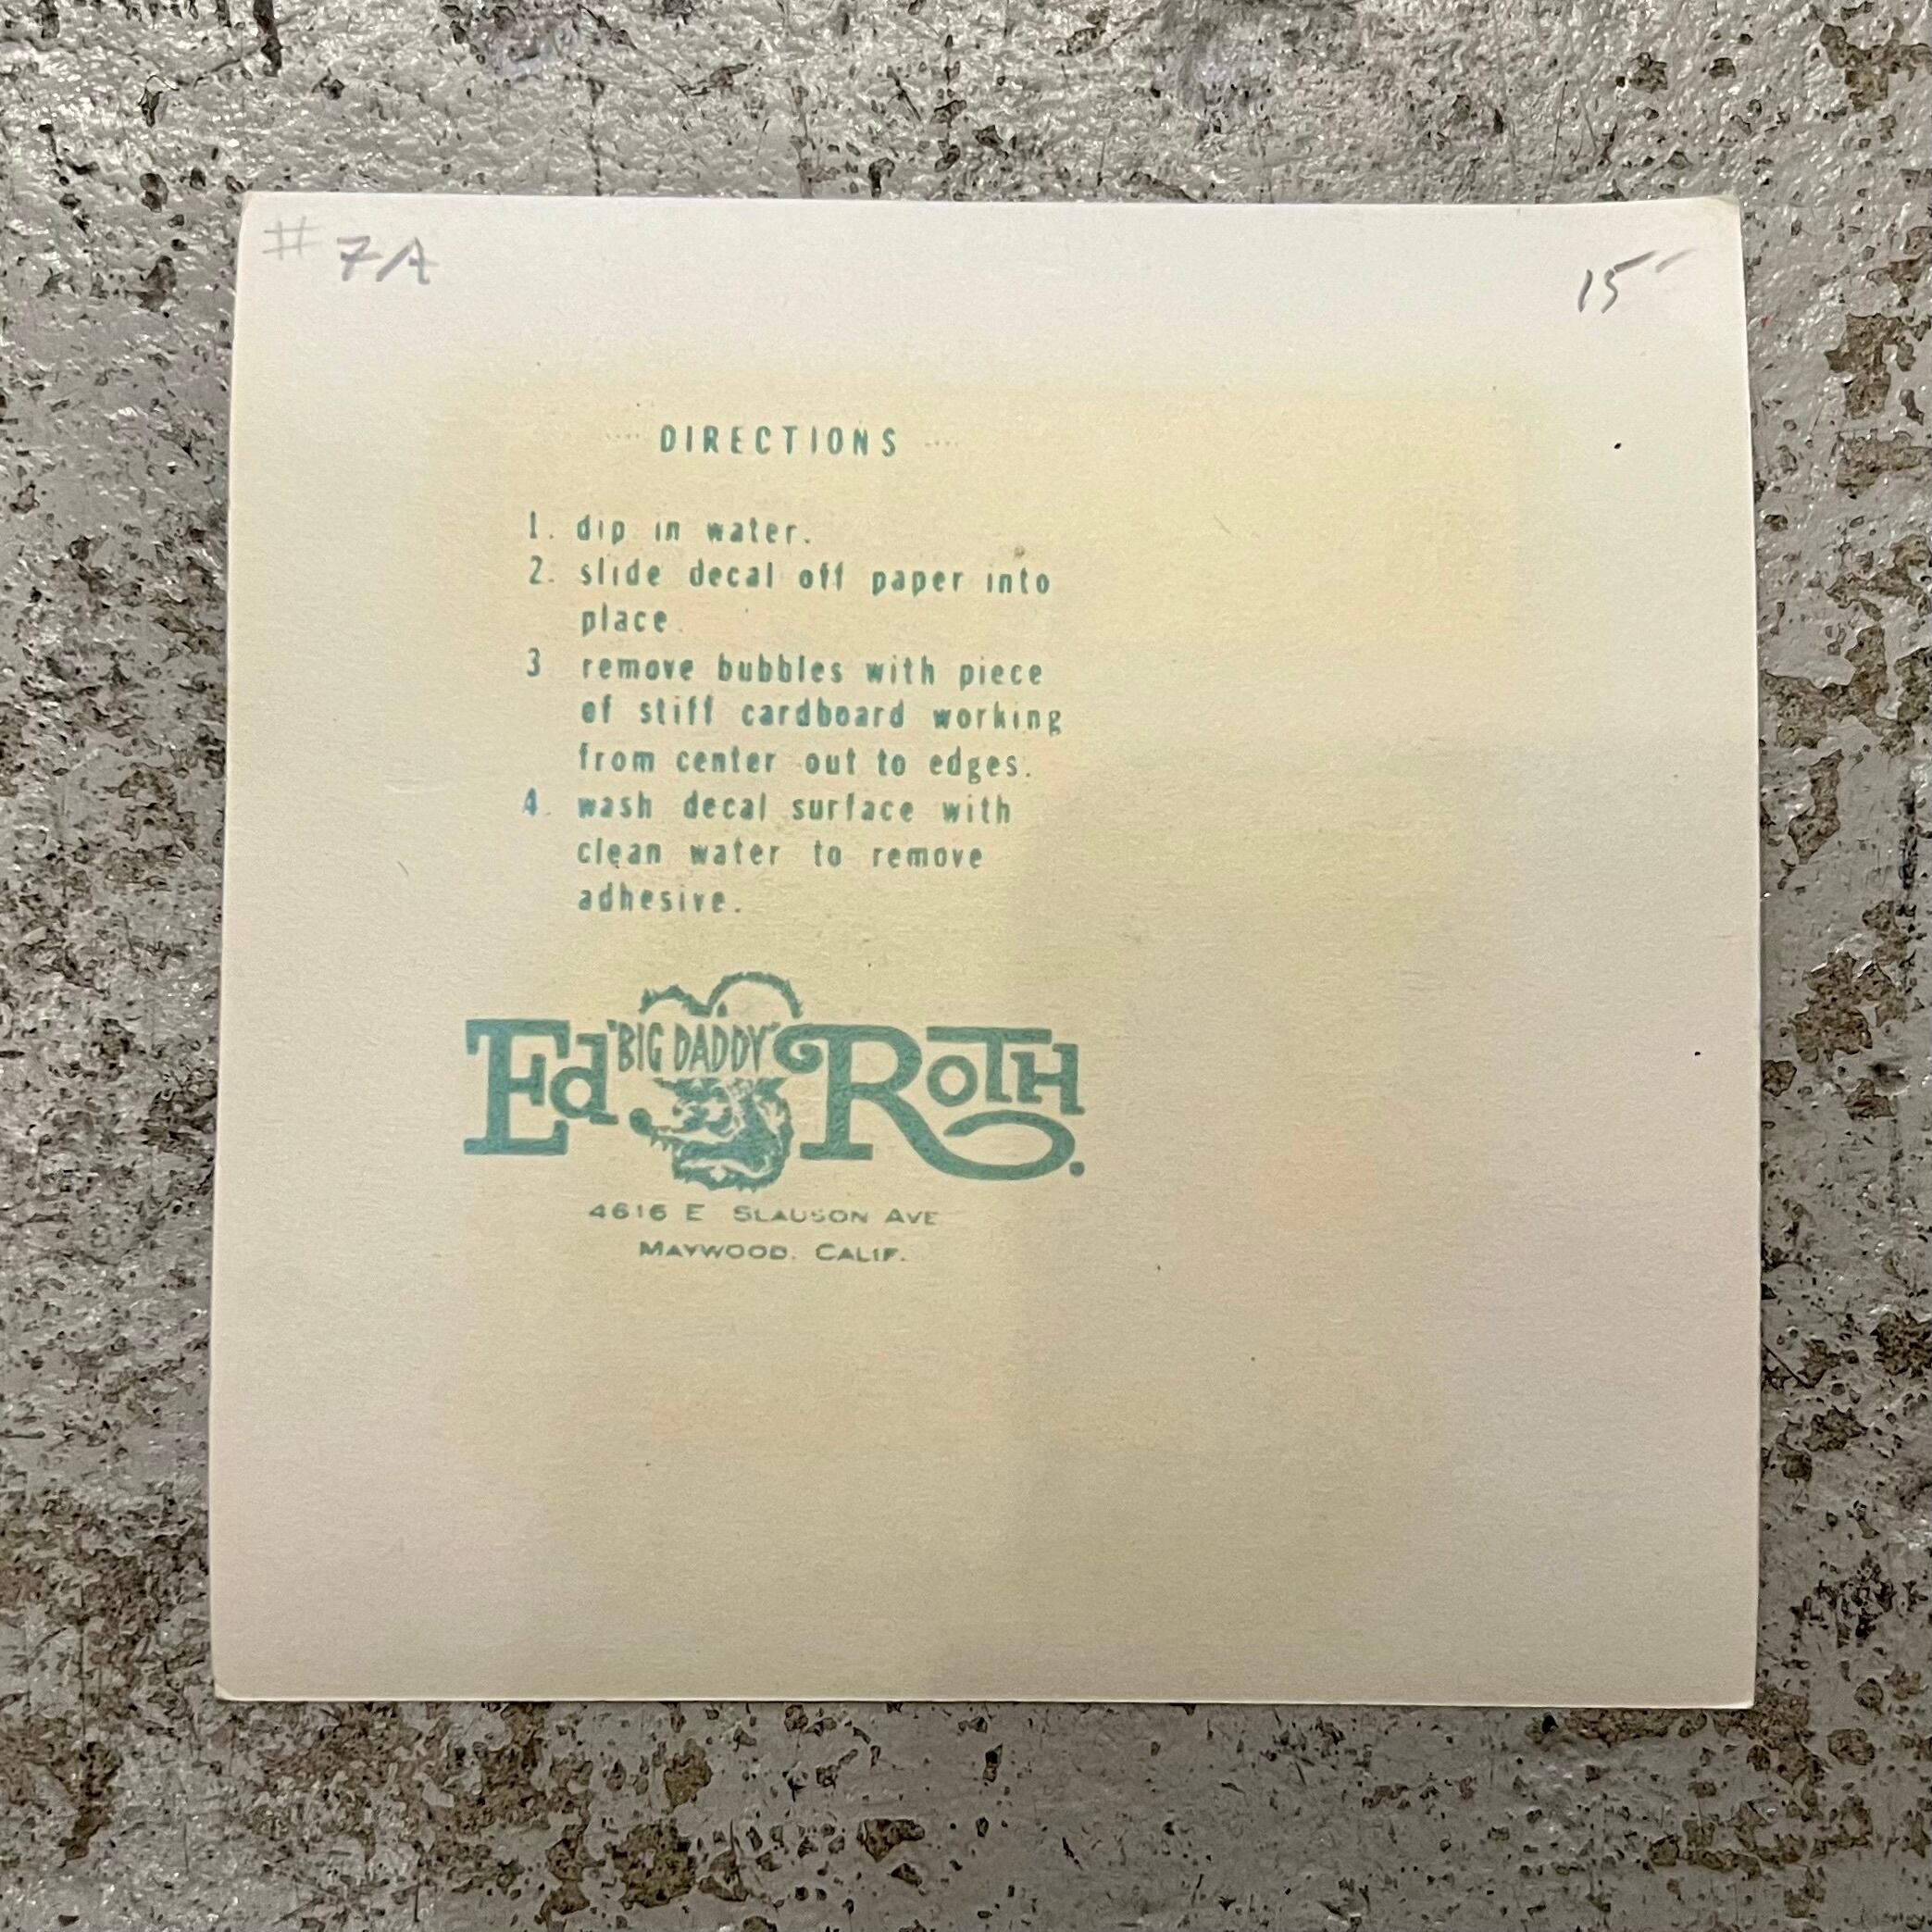 # 7A
15-
DIRECTIONS
1. dip in water.
2. slide decal off paper into
place.
3 remove bubbles with piece
of stiff cardboard working
from center out to edges.
4. wash decal surface with
clean water to remove
adhesive.
Ed "BIG DADDY" ROTH.
4616 E SLAUSON AVE
MAYWOOD. CALIF.